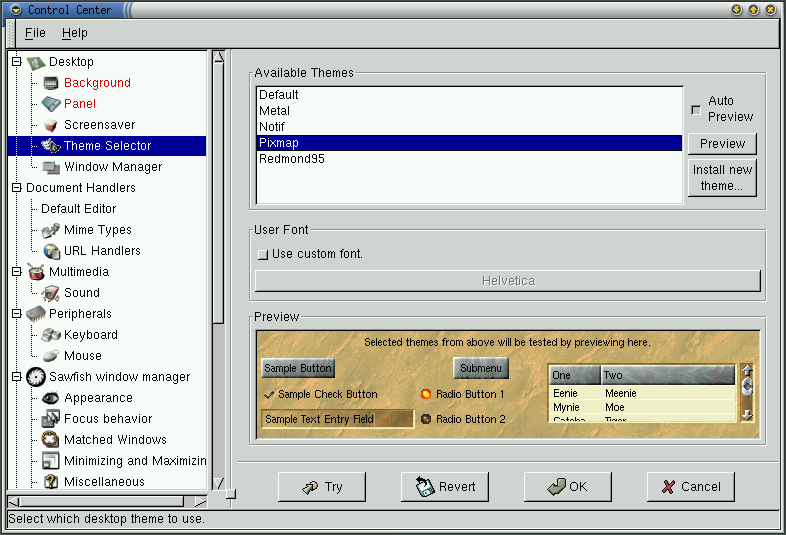 Control Center
File Help
Desktop
Background
Panel
Screensaver
Theme Selector
Window Manager
Document Handlers
Default Editor
Mime Types
URL Handlers
Multimedia
Sound
Peripherals
Keyboard
Mouse
Sawfish window manager
Appearance
Focus behavior
Matched Windows
Minimizing and Maximizin
Miscellaneous
Available Themes
Default
Metal
Notif
Pixmap
Redmond95
Auto
Preview
Preview
Install new
theme...
User Font
Use custom font.
Helvetica
Preview
Selected themes from above will be tested by previewing here.
Sample Button
Submenu
Sample Check Button
Radio Button 1
Sample Text Entry Field
Radio Button 2
One Two
Eenie Meenie
Mynie Moe
Catcha Tiger
Try
Revert
OK
Cancel
Select which desktop theme to use.